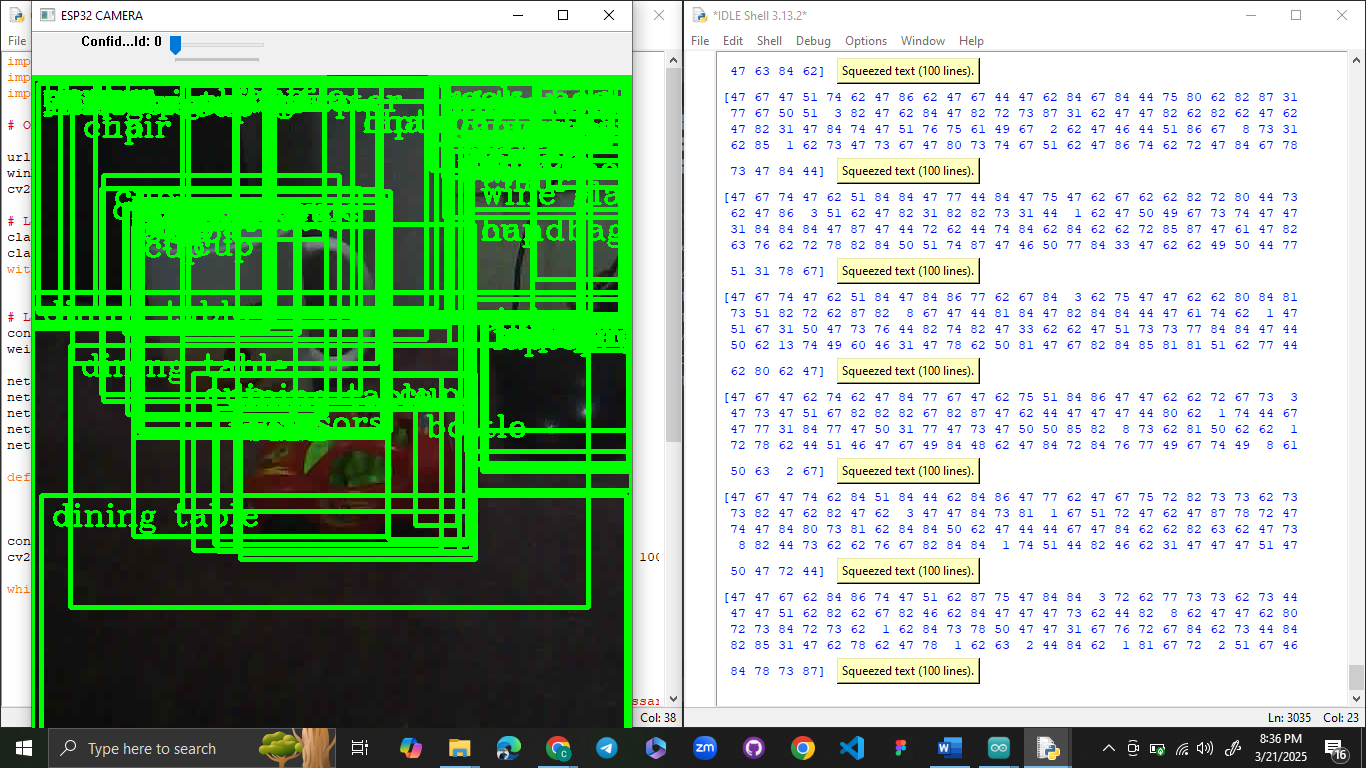 ESP32 CAMERA
Confid...ld: 0
chair
wine gla
handbag
cup
cup
dining table
dining table
bottle
dining table
File
imp
imp
imp
# O
url
win
cv2
# L
cla
cla
wit
# L
con
wei
net
net
net
net
net
def
con
cv2
100
whi
ssar
Col: 38
*IDLE Shell 3.13.2*
File Edit Shell Debug Options Window Help
47 63 84 62] Squeezed text (100 lines).
[47 67 47 51 74 62 47 86 62 47 67 44 47 62 84 67 84 44 75 80 62 82 87 31
77 67 50 51 3 82 47 62 84 47 82 72 73 87 31 62 47 47 82 62 82 62 47 62
47 82 31 47 84 74 47 51 76 75 61 49 67 2 62 47 46 44 51 86 67 8 73 31
62 85 1 62 73 47 73 67 47 80 73 74 67 51 62 47 86 74 62 72 47 84 67 78
73 47 84 44] Squeezed text (100 lines).
[47 67 74 47 62 51 84 84 47 77 44 84 47 75 47 62 67 62 62 82 72 80 44 73
62 47 86 3 51 62 47 82 31 82 82 73 31 44 1 62 47 50 49 67 73 74 47 47
31 84 84 84 47 87 47 44 72 62 44 74 84 62 84 62 62 72 85 87 47 61 47 82
63 76 62 72 78 82 84 50 51 74 87 47 46 50 77 84 33 47 62 62 49 50 44 77
51 31 78 67] Squeezed text (100 lines).
[47 67 74 47 62 51 84 47 84 86 77 62 67 84 3 62 75 47 47 62 62 80 84 81
73 51 82 72 62 87 82 8 67 47 44 81 84 47 82 84 84 44 47 61 74 62 1 47
51 67 31 50 47 73 76 44 82 74 82 47 33 62 62 47 51 73 73 77 84 84 47 44
50 62 13 74 49 60 46 31 47 78 62 50 81 47 67 82 84 85 81 81 51 62 77 44
62 80 62 47] Squeezed text (100 lines).
[47 67 47 62 74 62 47 84 77 67 47 62 75 51 84 86 47 47 62 62 72 67 73 3
47 73 47 51 67 82 82 82 67 82 87 47 62 44 47 47 47 44 80 62 1 74 44 67
47 77 31 84 77 47 50 31 77 47 73 47 50 50 85 82 8 73 62 81 50 62 62 1
72 78 62 44 51 46 47 67 49 84 48 62 47 84 72 84 76 77 49 67 74 49 8 61
50 63 2 67] Squeezed text (100 lines).
[47 67 47 74 62 84 51 84 44 62 84 86 47 77 62 47 67 75 72 82 73 73 62 73
73 82 47 62 82 47 62 3 47 47 84 73 81 1 67 51 72 47 62 47 87 78 72 47
74 47 84 80 73 81 62 84 84 50 62 47 44 44 67 47 84 62 62 82 63 62 47 73
8 82 44 73 62 62 76 67 82 84 84 1 74 51 44 82 46 62 31 47 47 47 51 47
50 47 72 44] Squeezed text (100 lines).
[47 47 67 62 84 86 74 47 51 62 87 75 47 84 84 3 72 62 77 73 73 62 73 44
47 47 51 62 82 62 67 82 46 62 84 47 47 47 73 62 44 82 8 62 47 47 62 80
72 73 84 72 73 62 1 62 84 73 78 50 47 47 31 67 76 72 67 84 62 73 44 84
82 85 31 47 62 78 62 47 78 1 62 63 2 44 84 62 1 81 67 72 2 51 67 46
84 78 73 87] Squeezed text (100 lines).
Ln: 3035 Col: 23
Type here to search
zm
8:36 PM
3/21/2025
16